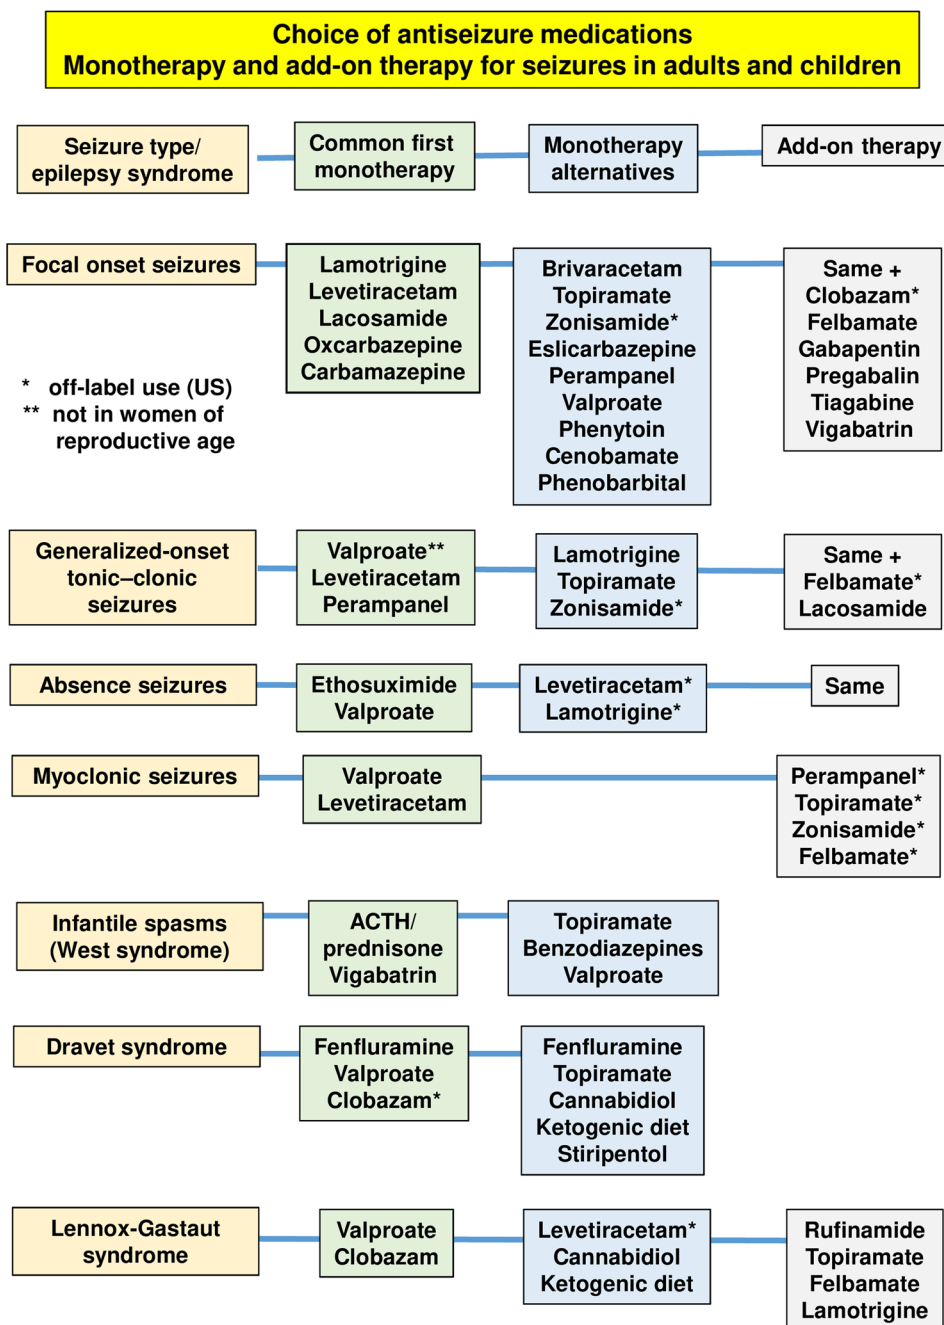 Choice of antiseizure medications
Monotherapy and add-on therapy for seizures in adults and children
Seizure type/
epilepsy syndrome
Common first
monotherapy
Monotherapy
alternatives
Add-on therapy
Focal onset seizures
Lamotrigine
Levetiracetam
Lacosamide
Oxcarbazepine
Carbamazepine
Brivaracetam
Topiramate
Zonisamide*
Eslicarbazepine
Perampanel
Valproate
Phenytoin
Cenobamate
Phenobarbital
Same +
Clobazam*
Felbamate
Gabapentin
Pregabalin
Tiagabine
Vigabatrin
* off-label use (US)
** not in women of
reproductive age
Generalized-onset
tonic–clonic
seizures
Valproate**
Levetiracetam
Perampanel
Lamotrigine
Topiramate
Zonisamide*
Same +
Felbamate*
Lacosamide
Absence seizures
Ethosuximide
Valproate
Levetiracetam*
Lamotrigine*
Same
Myoclonic seizures
Valproate
Levetiracetam
Perampanel*
Topiramate*
Zonisamide*
Felbamate*
Infantile spasms
(West syndrome)
ACTH/
prednisone
Vigabatrin
Topiramate
Benzodiazepines
Valproate
Dravet syndrome
Fenfluramine
Valproate
Clobazam*
Fenfluramine
Topiramate
Cannabidiol
Ketogenic diet
Stiripentol
Lennox-Gastaut
syndrome
Valproate
Clobazam
Levetiracetam*
Cannabidiol
Ketogenic diet
Rufinamide
Topiramate
Felbamate
Lamotrigine